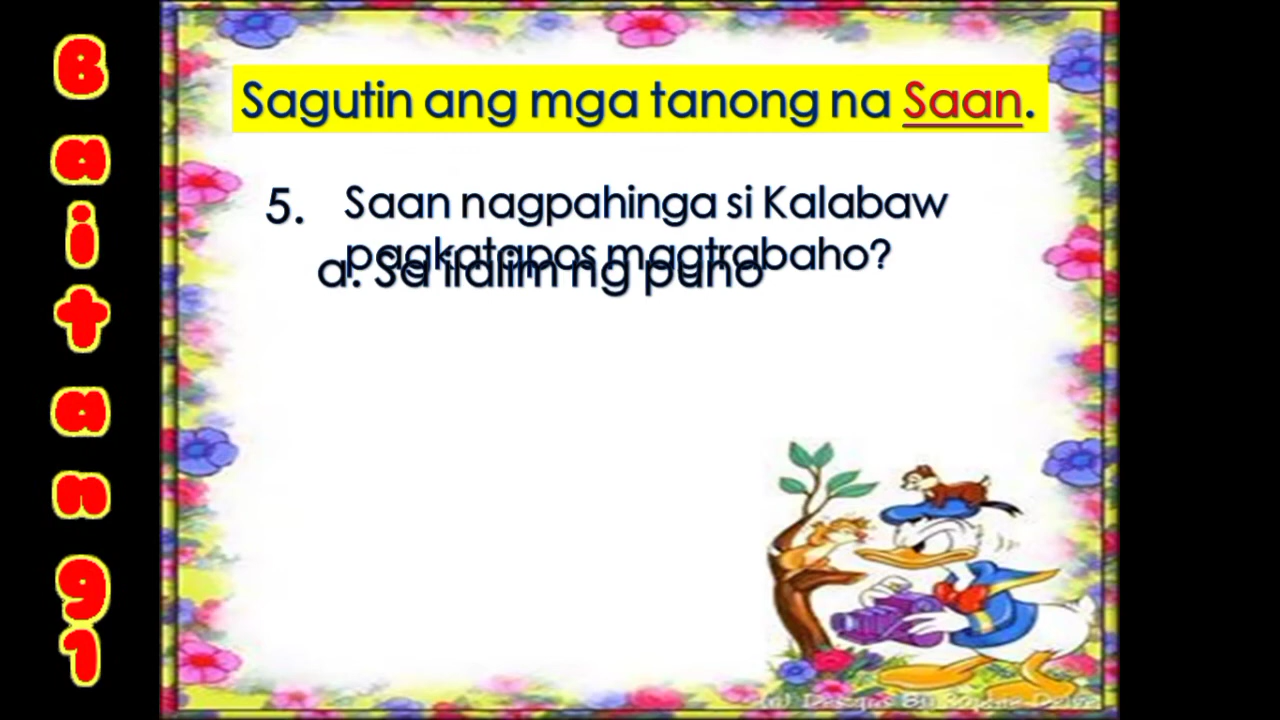 Baitang 1
Sagutin ang mga tanong na Saan.
5. Saan nagpahinga si Kalabaw
pagkatapos magtrabaho?
a. Sa ilalim ng puno